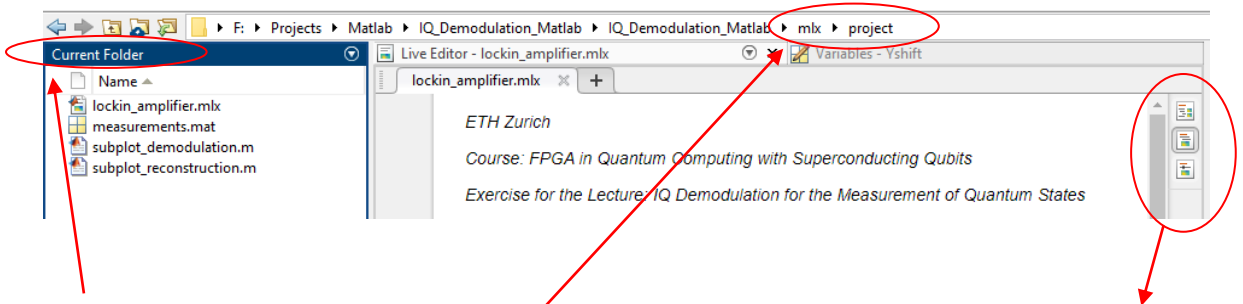 F: Projects Matlab IQ_Demodulation_Matlab IQ_Demodulation_Matlab mlx project
Current Folder
Live Editor - lockin_amplifier.mlx
Variables - Yshift
Name
lockin_amplifier.mlx
lockin_amplifier.mlx
measurements.mat
subplot_demodulation.m
subplot_reconstruction.m
ETH Zurich
Course: FPGA in Quantum Computing with Superconducting Qubits
Exercise for the Lecture: IQ Demodulation for the Measurement of Quantum States